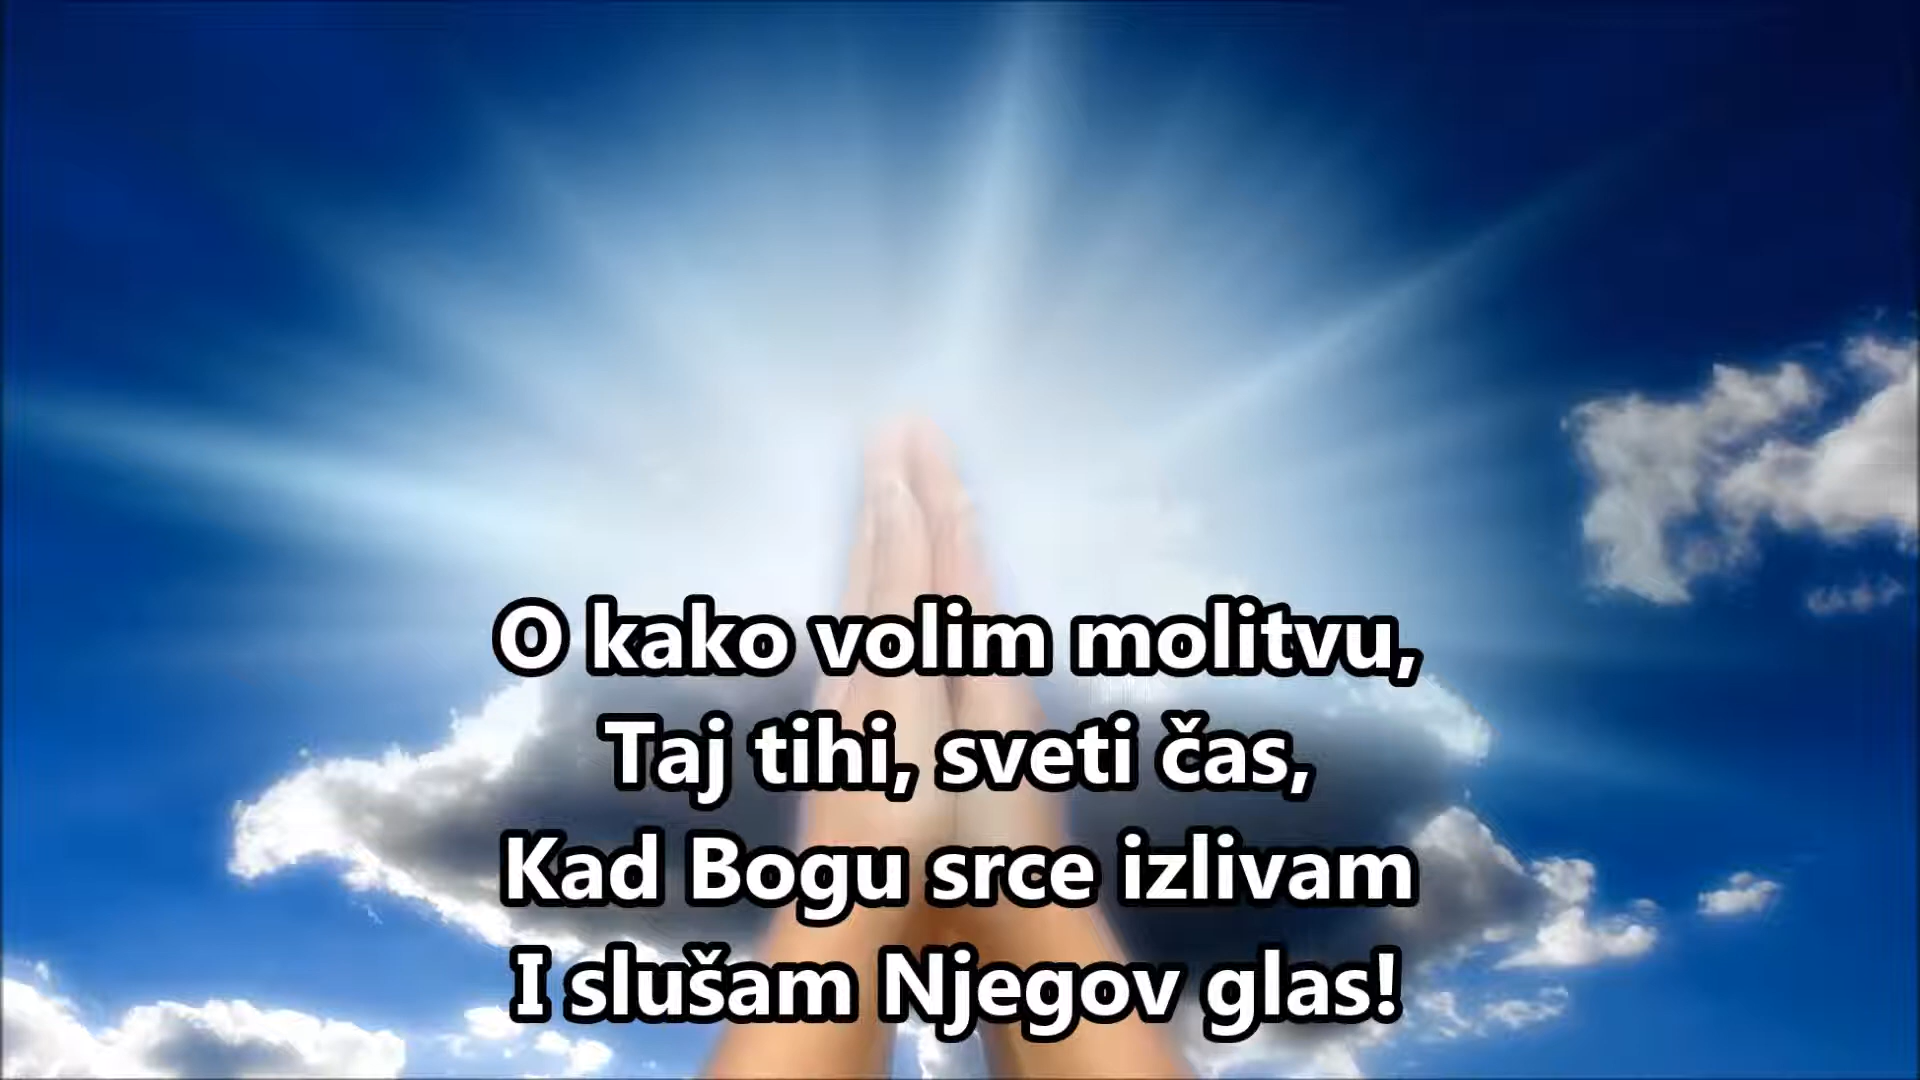 O kako volim molitvu,
Taj tihi, sveti čas,
Kad Bogu srce izlivam
I slušam Njegov glas!